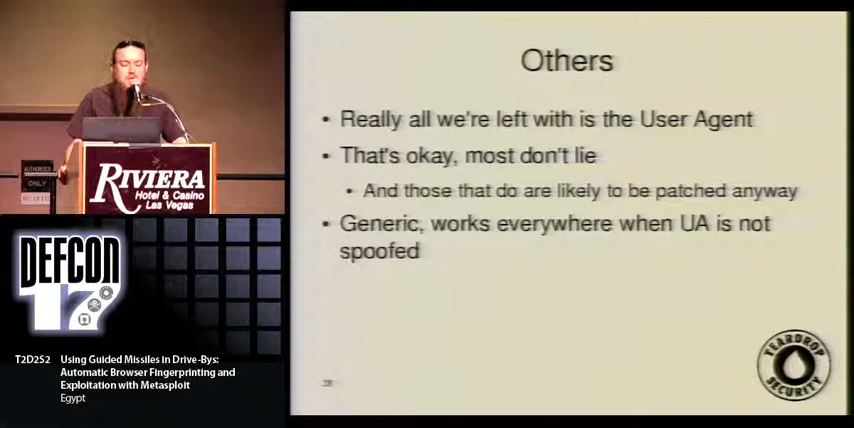 Others
• Really all we're left with is the User Agent
• That's okay, most don't lie
• And those that do are likely to be patched anyway
• Generic, works everywhere when UA is not
spoofed
TEARDROP
SECURITY
AUTHORIZED
ONLY
RIVIERA
Hotel & Casino
Las Vegas
DEFCON
17
T2D2S2 Using Guided Missiles in Drive-Bys:
Automatic Browser Fingerprinting and
Exploitation with Metasploit
Egypt